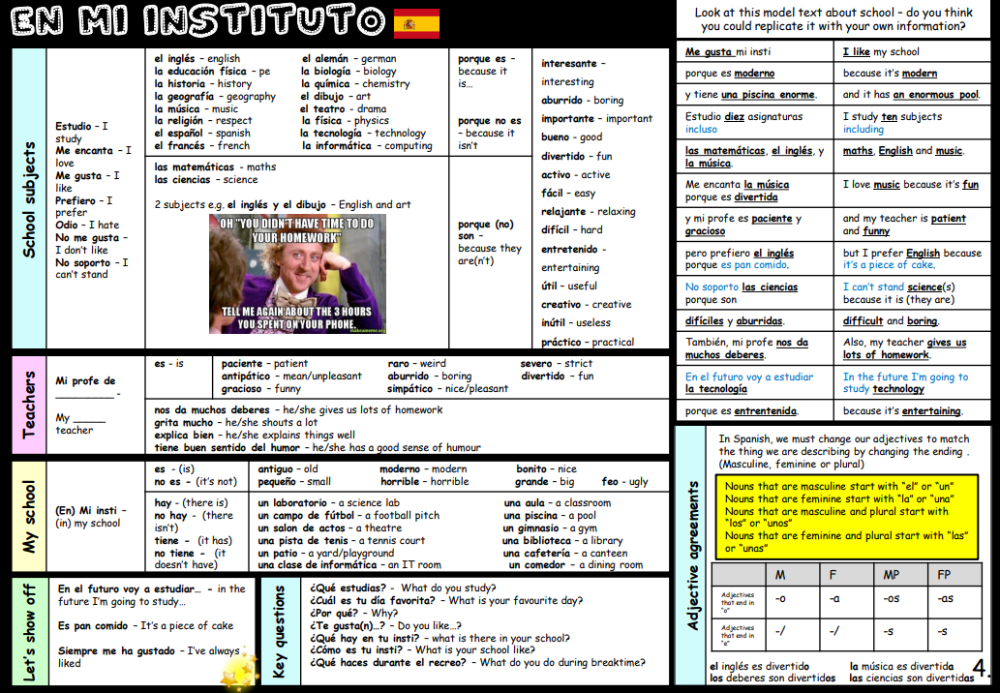 EN MI INSTITUTO
School subjects
Estudio – I
study
Me encanta – I
love
Me gusta – I
like
Prefiero – I
prefer
Odio – I hate
No me gusta –
I don't like
No soporto – I
can't stand
el inglés – english
la educación física – pe
la historia – history
la geografía – geography
la música – music
la religión – respect
el español – spanish
el francés – french
el alemán – german
la biología – biology
la química – chemistry
el dibujo – art
el teatro – drama
la física – physics
la tecnología – technology
la informática – computing
las matemáticas – maths
las ciencias – science
2 subjects e.g. el inglés y el dibujo – English and art
OH "YOU DIDN'T HAVE TIME TO DO
YOUR HOMEWORK"
TELL ME AGAIN ABOUT THE 3 HOURS
YOU SPENT ON YOUR PHONE.
makeameme.org
porque es –
because it
is...
porque no es
– because it
isn't
porque (no)
son –
because they
are(n't)
interesante –
interesting
aburrido – boring
importante – important
bueno – good
divertido – fun
activo – active
fácil – easy
relajante – relaxing
difícil – hard
entretenido –
entertaining
útil – useful
creativo – creative
inútil – useless
práctico – practical
Teachers
Mi profe de
_________ -
My _____
teacher
es - is
paciente – patient
antipático – mean/unpleasant
gracioso – funny
raro – weird
aburrido – boring
simpático – nice/pleasant
severo – strict
divertido – fun
nos da muchos deberes – he/she gives us lots of homework
grita mucho – he/she shouts a lot
explica bien – he/she explains things well
tiene buen sentido del humor – he/she has a good sense of humour
My school
(En) Mi insti –
(in) my school
es - (is)
no es – (it's not)
antiguo – old
pequeño – small
moderno – modern
horrible – horrible
bonito – nice
grande – big
feo - ugly
hay – (there is)
no hay – (there
isn't)
tiene – (it has)
no tiene – (it
doesn't have)
un laboratorio – a science lab
un campo de fútbol – a football pitch
un salon de actos – a theatre
una pista de tenis – a tennis court
un patio – a yard/playground
una clase de informática – an IT room
una aula – a classroom
una piscina – a pool
un gimnasio – a gym
una biblioteca – a library
una cafetería – a canteen
un comedor – a dining room
Let's show off
En el futuro voy a estudiar... – in the
future I'm going to study...
Es pan comido – It's a piece of cake
Siempre me ha gustado – I've always
liked
Key questions
¿Qué estudias? – What do you study?
¿Cuál es tu día favorita? – What is your favourite day?
¿Por qué? – Why?
¿Te gusta(n)...? – Do you like...?
¿Qué hay en tu insti? – what is there in your school?
¿Cómo es tu insti? – What is your school like?
¿Qué haces durante el recreo? – What do you do during breaktime?
Look at this model text about school – do you think
you could replicate it with your own information?
Me gusta mi insti
I like my school
porque es moderno
because it's modern
y tiene una piscina enorme.
and it has an enormous pool.
Estudio diez asignaturas
incluso
I study ten subjects
including
las matemáticas, el inglés, y
la música.
maths, English and music.
Me encanta la música
porque es divertida
I love music because it's fun
y mi profe es paciente y
gracioso
and my teacher is patient
and funny
pero prefiero el inglés
porque es pan comido.
but I prefer English because
it's a piece of cake.
No soporto las ciencias
porque son
I can't stand science(s)
because it is (they are)
difíciles y aburridas.
difficult and boring.
También, mi profe nos da
muchos deberes.
Also, my teacher gives us
lots of homework.
En el futuro voy a estudiar
la tecnología
In the future I'm going to
study technology
porque es entrentenida.
because it's entertaining.
Adjective agreements
In Spanish, we must change our adjectives to match
the thing we are describing by changing the ending .
(Masculine, feminine or plural)
Nouns that are masculine start with "el" or "un"
Nouns that are feminine start with "la" or "una"
Nouns that are masculine and plural start with
"los" or "unos"
Nouns that are feminine and plural start with "las"
or "unas"
M F MP FP
Adjectives
that end in
"o"
-o -a -os -as
Adjectives
that end in
"e"
-/ -/ -s -s
el inglés es divertido
los deberes son divertidos
la música es divertida
las ciencias son divertidas
4.